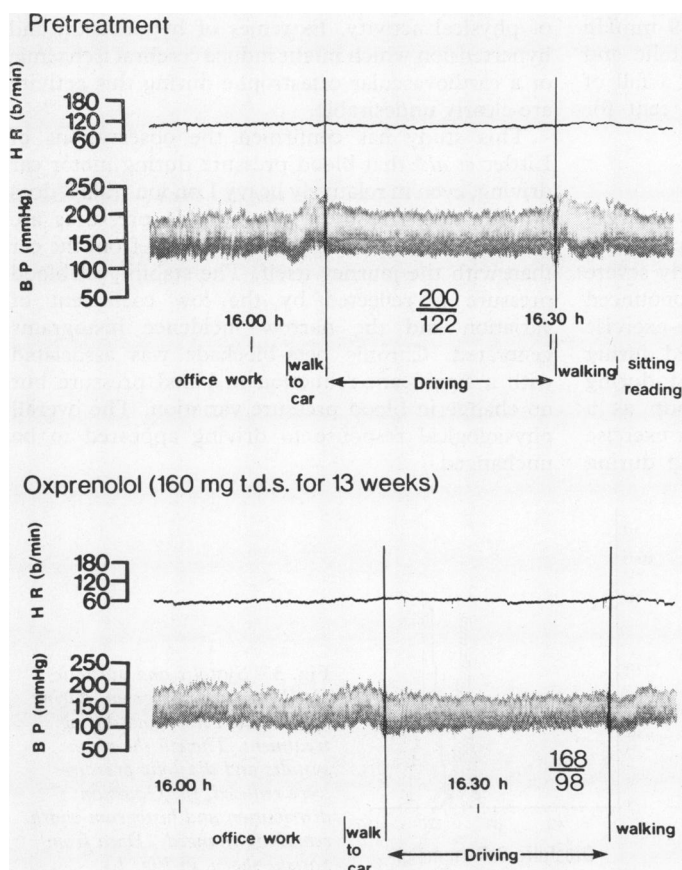 Pretreatment
H R (b/min)
180
120
60
B P (mmHg)
250
200
150
100
50
200
122
16.00 h
16.30 h
office work
walk
to
car
Driving
walking
sitting
reading
Oxprenolol (160 mg t.d.s. for 13 weeks)
H R (b/min)
180
120
60
B P (mmHg)
250
200
150
100
50
168
98
16.00 h
16.30 h
office work
walk
to
car
Driving
walking